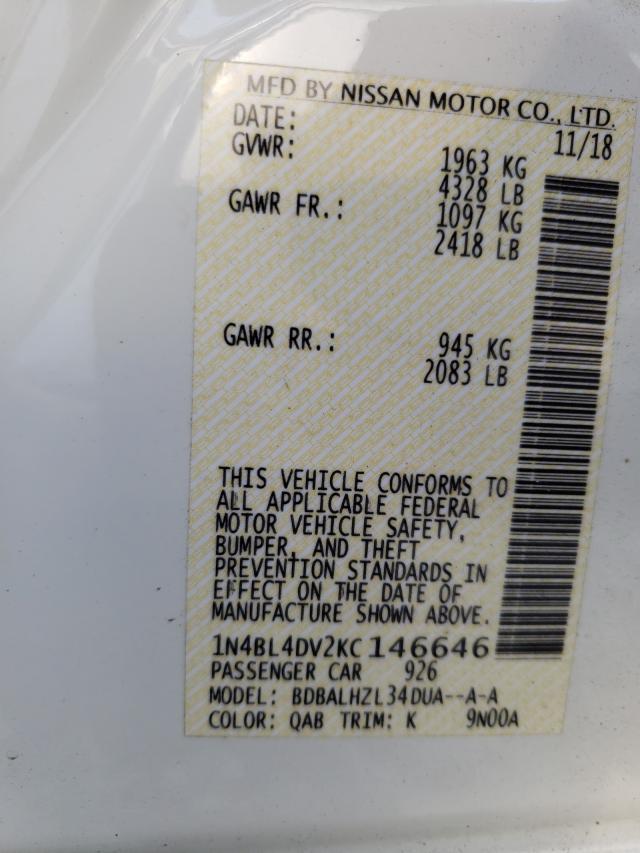 MFD BY NISSAN MOTOR CO., LTD.
DATE: 11/18
GVWR: 1963 KG
4328 LB
GAWR FR.: 1097 KG
2418 LB
GAWR RR.: 945 KG
2083 LB
THIS VEHICLE CONFORMS TO
ALL APPLICABLE FEDERAL
MOTOR VEHICLE SAFETY,
BUMPER, AND THEFT
PREVENTION STANDARDS IN
EFFECT ON THE DATE OF
MANUFACTURE SHOWN ABOVE.
1N4BL4DV2KC146646
PASSENGER CAR 926
MODEL: BDBALHZL34DUA--A-A
COLOR: QAB TRIM: K 9N00A